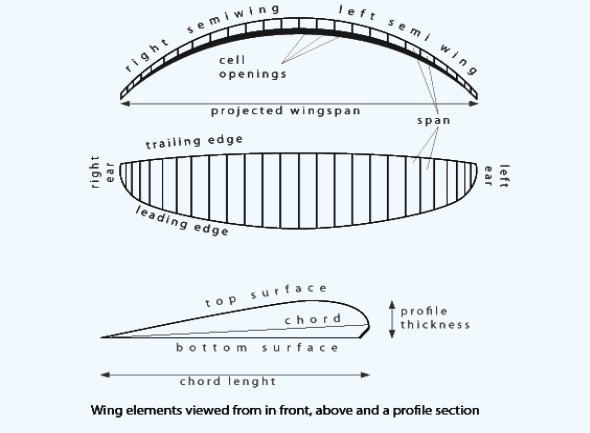 right semiwing
left semi wing
cell
openings
projected wingspan
span
trailing edge
right
ear
left
ear
leading edge
top surface
chord
profile
thickness
bottom surface
chord lenght
Wing elements viewed from in front, above and a profile section